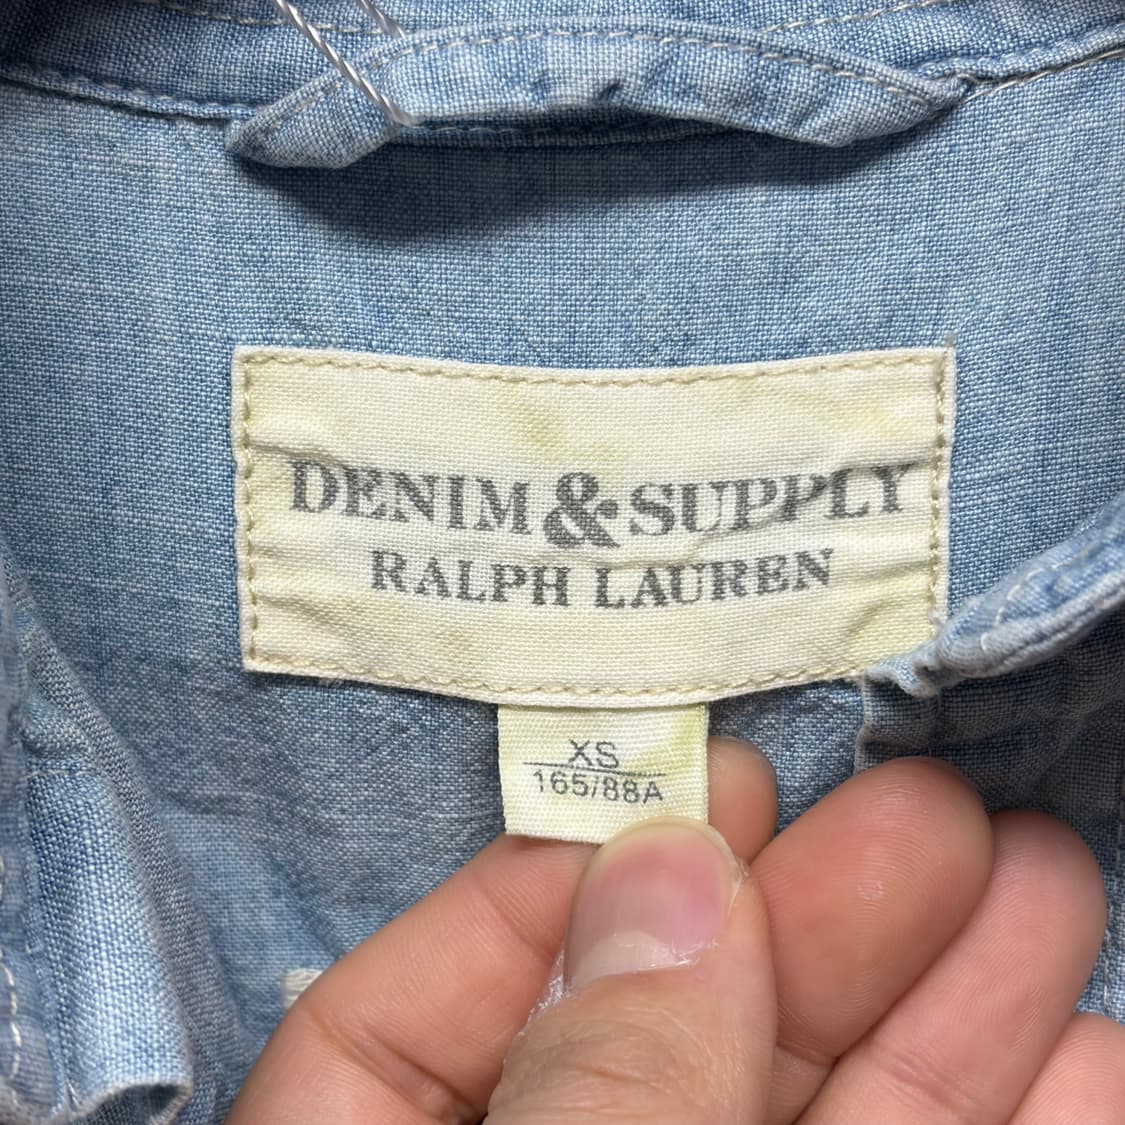 DENIM & SUPPLY
RALPH LAUREN
XS
165/88A